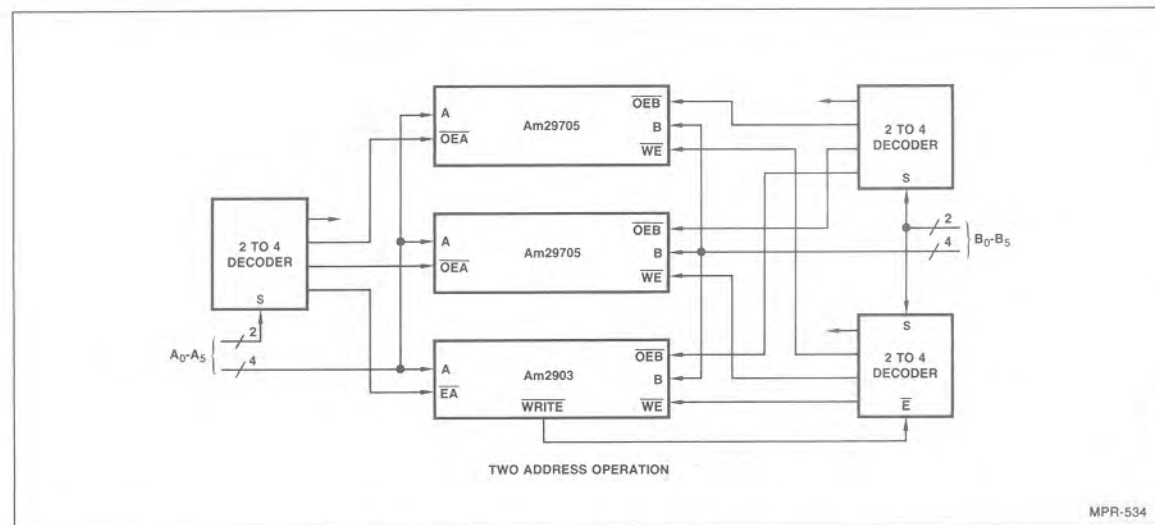 OEB
A
Am29705
B
OEA
WE
2 TO 4
DECODER
S
2 TO 4
DECODER
S
2
A0-A5
4
OEB
A
Am29705
B
OEA
WE
2
4
B0-B5
OEB
A
Am2903
B
EA
WRITE
WE
S
2 TO 4
DECODER
E
TWO ADDRESS OPERATION
MPR-534